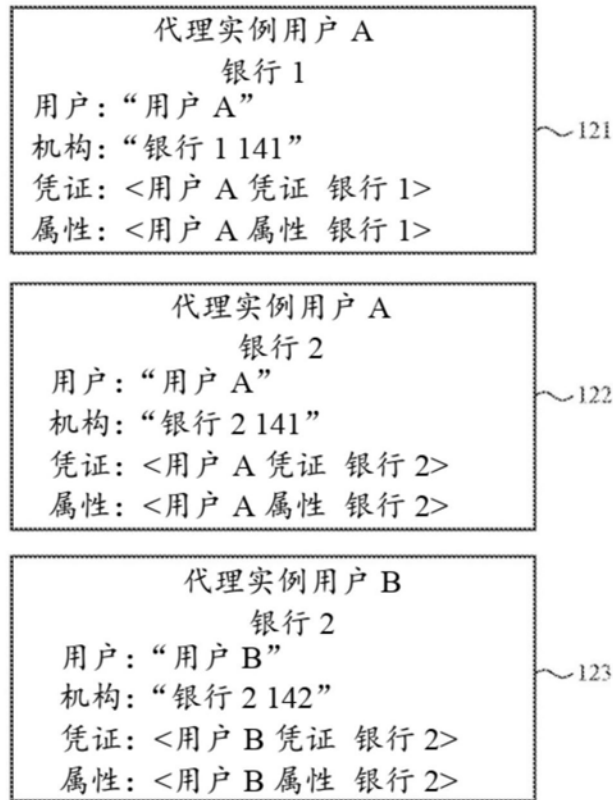 代理实例用户 A
银行 1
用户：“用户 A”
机构：“银行 1 141”
凭证：<用户 A 凭证 银行 1>
属性：<用户 A 属性 银行 1>
121
代理实例用户 A
银行 2
用户：“用户 A”
机构：“银行 2 141”
凭证：<用户 A 凭证 银行 2>
属性：<用户 A 属性 银行 2>
122
代理实例用户 B
银行 2
用户：“用户 B”
机构：“银行 2 142”
凭证：<用户 B 凭证 银行 2>
属性：<用户 B 属性 银行 2>
123